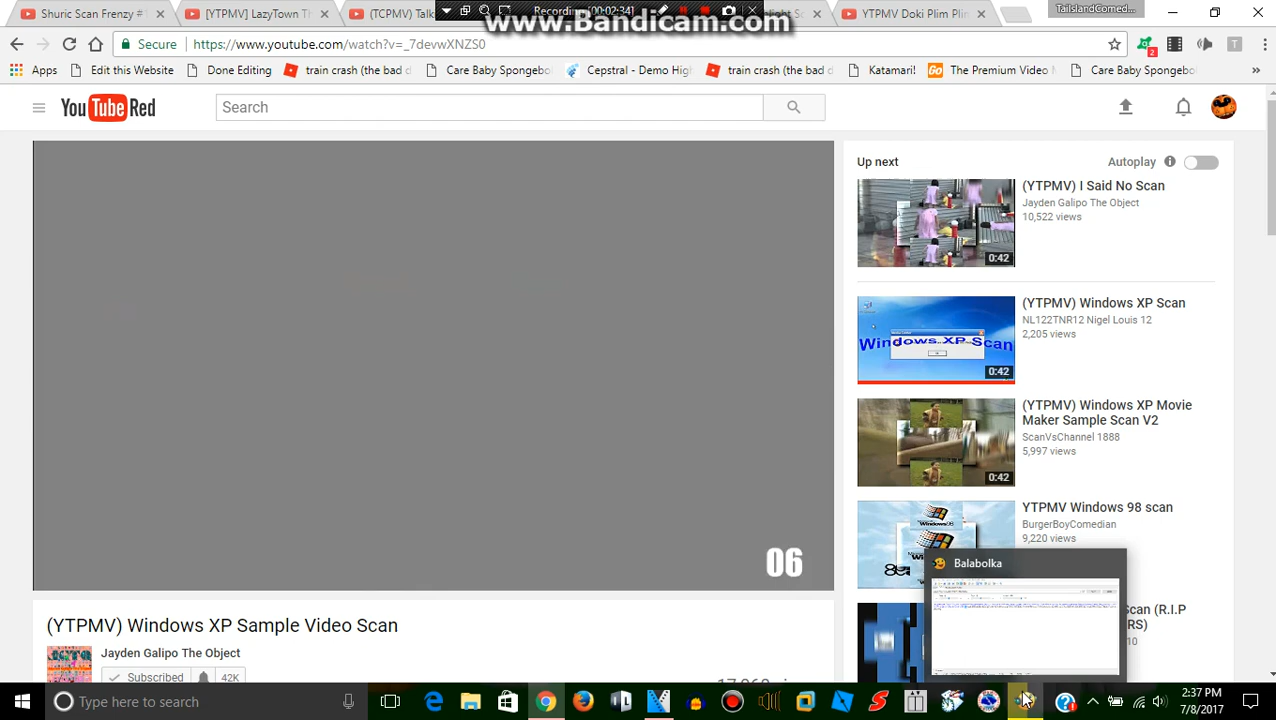 Shuric Scan Frenzy #
[YTPMV] LazyTown Th
(TCPMV) Talk
Recording [00:02:34]
www.Bandicam.com
YTPMV Doki Plim Plin
TailslandComed...
Secure
https://www.youtube.com/watch?v=_7devwXNZS0
Apps
Edit this Website
Done Editing
train crash (the bad d
Care Baby Spongebo
Cepstral - Demo High
train crash (the bad d
Katamari!
The Premium Video M
Care Baby Spongebo
YouTube Red
Search
Up next
Autoplay
(YTPMV) I Said No Scan
Jayden Galipo The Object
10,522 views
0:42
(YTPMV) Windows XP Scan
NL122TNR12 Nigel Louis 12
2,205 views
Windows XP Scan
0:42
(YTPMV) Windows XP Movie
Maker Sample Scan V2
ScanVsChannel 1888
5,997 views
0:42
YTPMV Windows 98 scan
BurgerBoyComedian
9,220 views
Balabolka
06
(YTPMV) Windows XP Sample Video Scan
Jayden Galipo The Object
Subscribed
42K
Type here to search
2:37 PM
7/8/2017